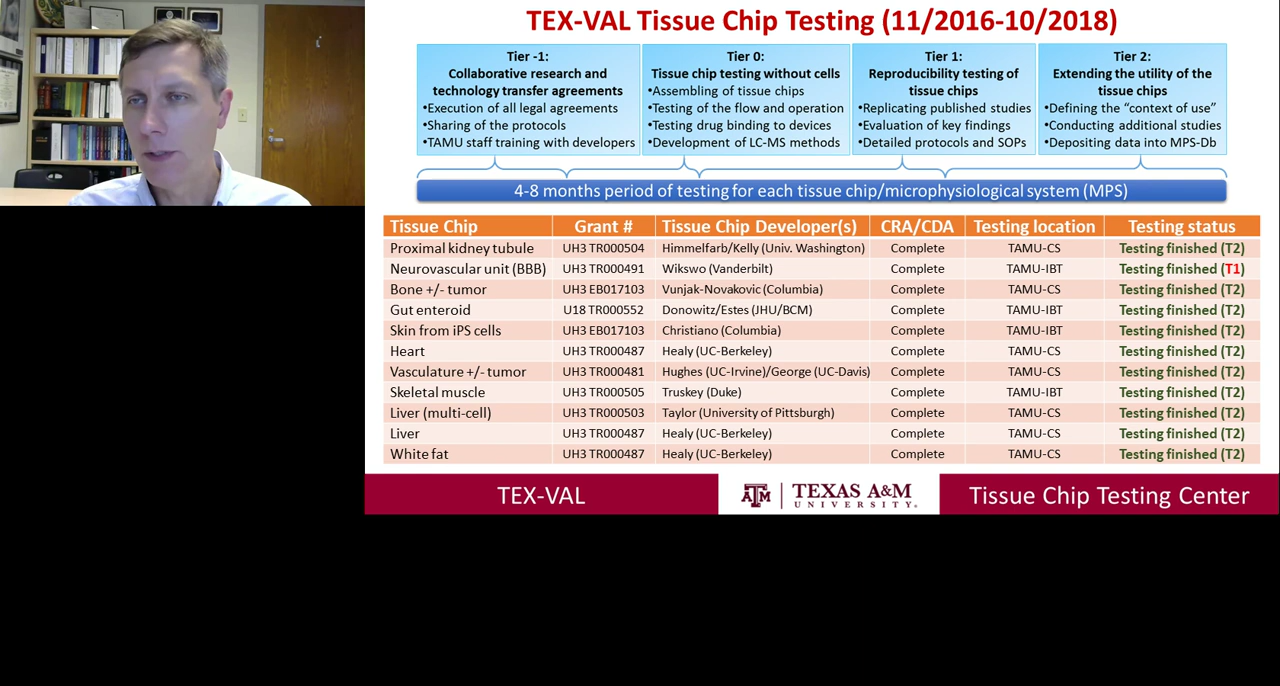 TEX-VAL Tissue Chip Testing (11/2016-10/2018)
Tier -1:
Collaborative research and
technology transfer agreements
•Execution of all legal agreements
•Sharing of the protocols
•TAMU staff training with developers
Tier 0:
Tissue chip testing without cells
•Assembling of tissue chips
•Testing of the flow and operation
•Testing drug binding to devices
•Development of LC-MS methods
Tier 1:
Reproducibility testing of
tissue chips
•Replicating published studies
•Evaluation of key findings
•Detailed protocols and SOPs
Tier 2:
Extending the utility of the
tissue chips
•Defining the “context of use”
•Conducting additional studies
•Depositing data into MPS-Db
4-8 months period of testing for each tissue chip/microphysiological system (MPS)
Tissue Chip Grant # Tissue Chip Developer(s) CRA/CDA Testing location Testing status
Proximal kidney tubule UH3 TR000504 Himmelfarb/Kelly (Univ. Washington) Complete TAMU-CS Testing finished (T2)
Neurovascular unit (BBB) UH3 TR000491 Wikswo (Vanderbilt) Complete TAMU-IBT Testing finished (T1)
Bone +/- tumor UH3 EB017103 Vunjak-Novakovic (Columbia) Complete TAMU-CS Testing finished (T2)
Gut enteroid U18 TR000552 Donowitz/Estes (JHU/BCM) Complete TAMU-IBT Testing finished (T2)
Skin from iPS cells UH3 EB017103 Christiano (Columbia) Complete TAMU-IBT Testing finished (T2)
Heart UH3 TR000487 Healy (UC-Berkeley) Complete TAMU-CS Testing finished (T2)
Vasculature +/- tumor UH3 TR000481 Hughes (UC-Irvine)/George (UC-Davis) Complete TAMU-CS Testing finished (T2)
Skeletal muscle UH3 TR000505 Truskey (Duke) Complete TAMU-IBT Testing finished (T2)
Liver (multi-cell) UH3 TR000503 Taylor (University of Pittsburgh) Complete TAMU-CS Testing finished (T2)
Liver UH3 TR000487 Healy (UC-Berkeley) Complete TAMU-CS Testing finished (T2)
White fat UH3 TR000487 Healy (UC-Berkeley) Complete TAMU-CS Testing finished (T2)
TEX-VAL
ATM
TEXAS A&M
UNIVERSITY®
Tissue Chip Testing Center